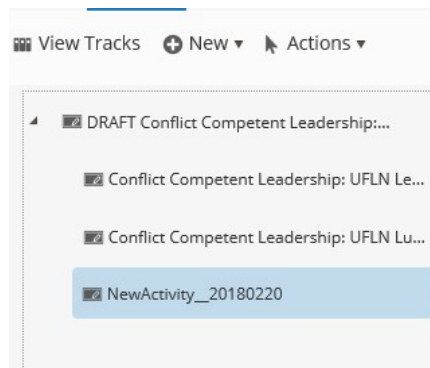 View Tracks New Actions
DRAFT Conflict Competent Leadership:...
Conflict Competent Leadership: UFLN Le...
Conflict Competent Leadership: UFLN Lu...
NewActivity__20180220